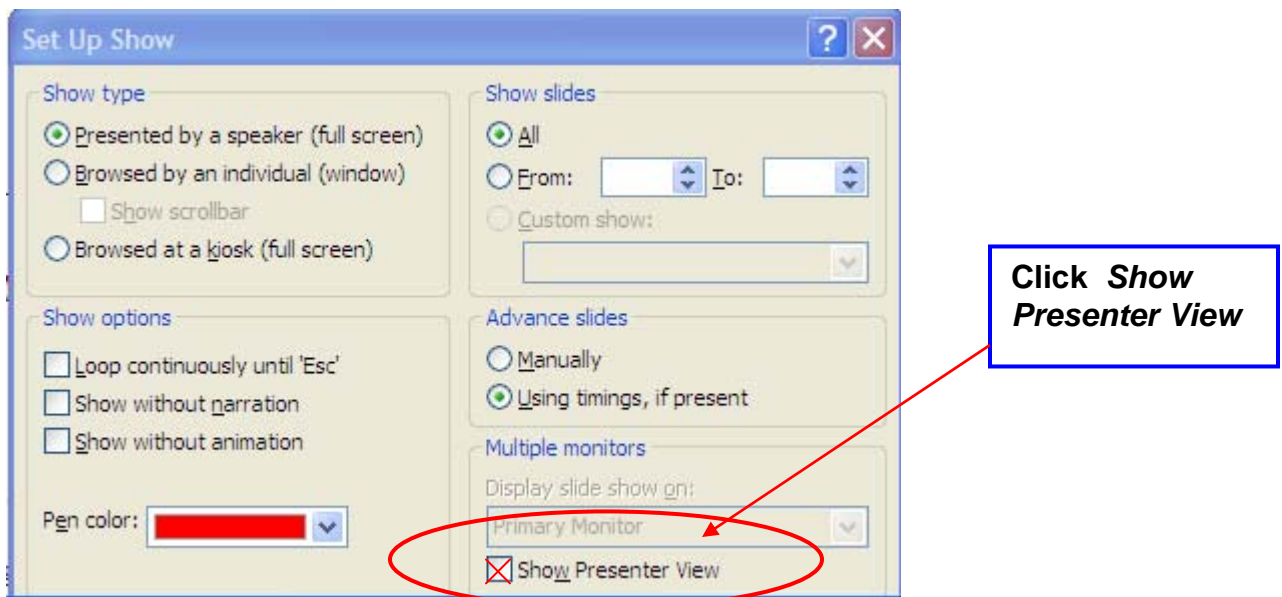 Set Up Show
Show type
Presented by a speaker (full screen)
Browsed by an individual (window)
Show scrollbar
Browsed at a kiosk (full screen)
Show slides
All
From: To:
Custom show:
Show options
Loop continuously until 'Esc'
Show without narration
Show without animation
Pen color:
Advance slides
Manually
Using timings, if present
Multiple monitors
Display slide show on:
Primary Monitor
Show Presenter View
Click Show
Presenter View